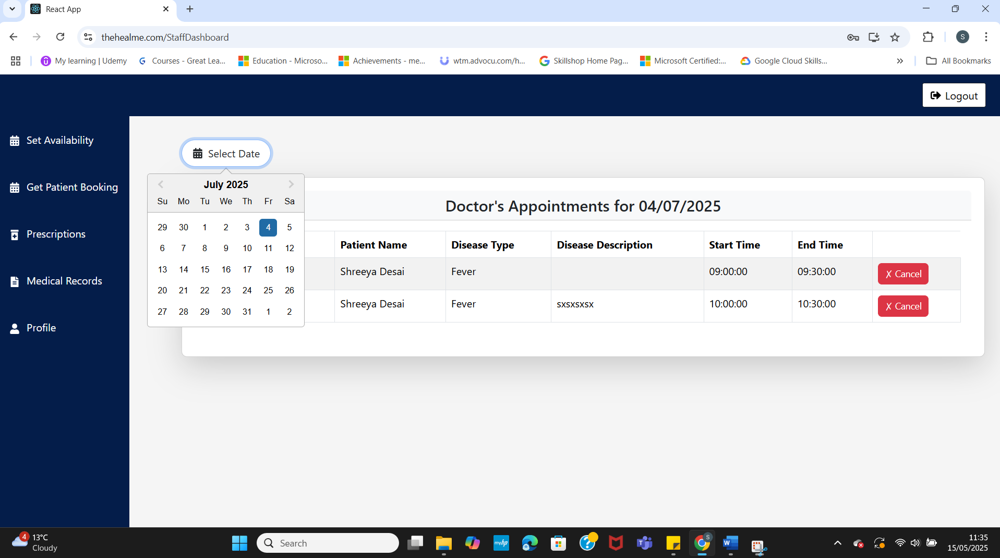 React App
thehealme.com/StaffDashboard
S
My learning | Udemy
Courses - Great Lea...
Education - Microso...
Achievements - me...
wtm.advocu.com/h...
Skillshop Home Pag...
Microsoft Certified:...
Google Cloud Skills...
All Bookmarks
Logout
Set Availability
Get Patient Booking
Prescriptions
Medical Records
Profile
Select Date
July 2025
Su Mo Tu We Th Fr Sa
29 30 1 2 3 4 5
6 7 8 9 10 11 12
13 14 15 16 17 18 19
20 21 22 23 24 25 26
27 28 29 30 31 1 2
Doctor's Appointments for 04/07/2025
Patient Name Disease Type Disease Description Start Time End Time
Shreeya Desai Fever 09:00:00 09:30:00 ✗ Cancel
Shreeya Desai Fever sxsxsxsx 10:00:00 10:30:00 ✗ Cancel
4
13°C
Cloudy
Search
myhp
T
S
W
11:35
15/05/2025